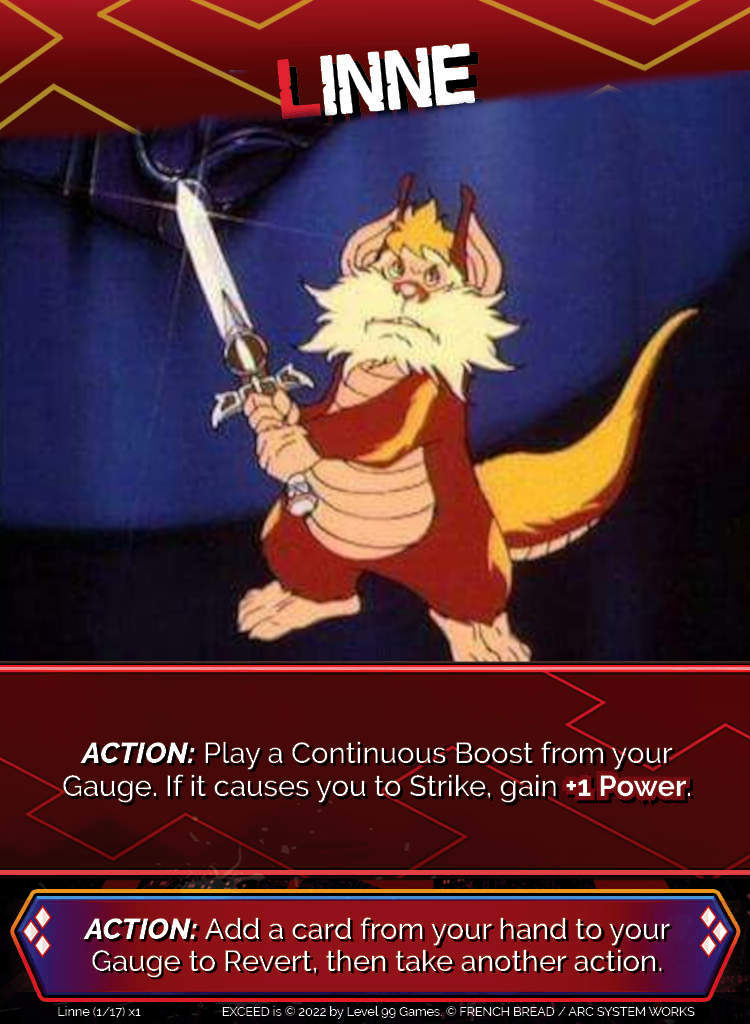 LINNE
ACTION: Play a Continuous Boost from your
Gauge. If it causes you to Strike, gain +1 Power.
ACTION: Add a card from your hand to your
Gauge to Revert, then take another action.
Linne (1/17) x1 EXCEED is © 2022 by Level 99 Games. © FRENCH BREAD / ARC SYSTEM WORKS